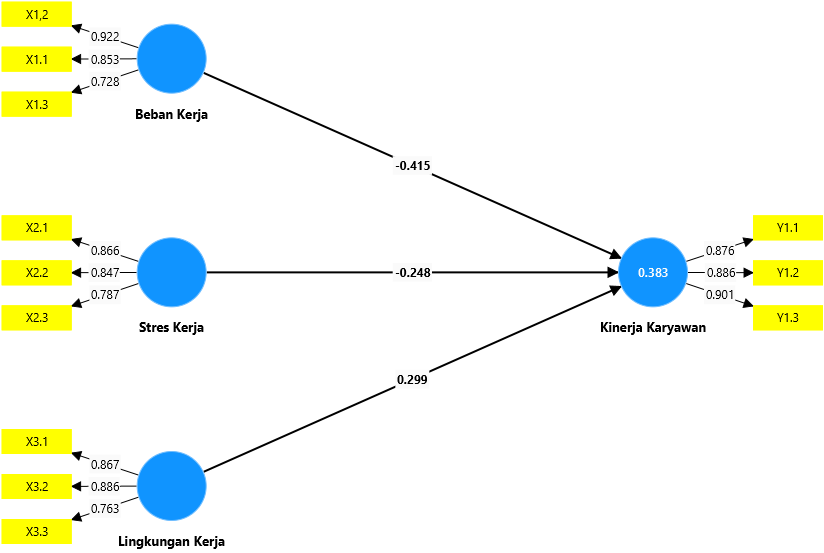 X1,2
0.922
X1.1
0.853
0.728
X1.3
Beban Kerja
-0.415
X2.1
0.866
X2.2
0.847
0.787
X2.3
Stres Kerja
-0.248
0.383
Kinerja Karyawan
0.876
Y1.1
0.886
Y1.2
0.901
Y1.3
0.299
X3.1
0.867
X3.2
0.886
0.763
X3.3
Lingkungan Kerja